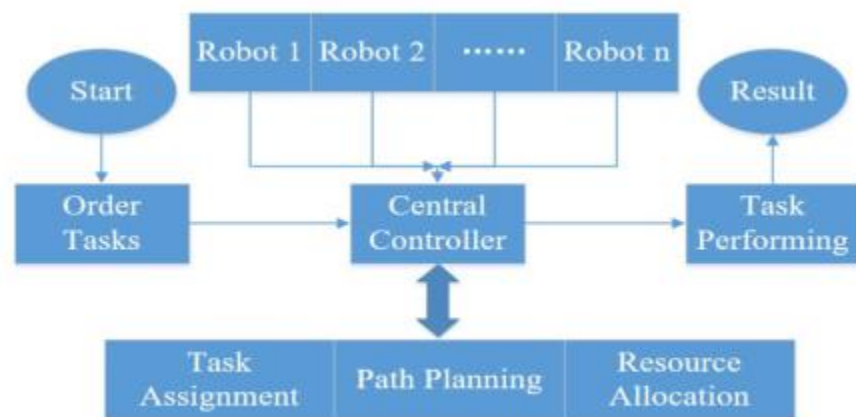 Robot 1 Robot 2 ...... Robot n
Start
Result
Order
Tasks
Central
Controller
Task
Performing
Task
Assignment
Path Planning
Resource
Allocation